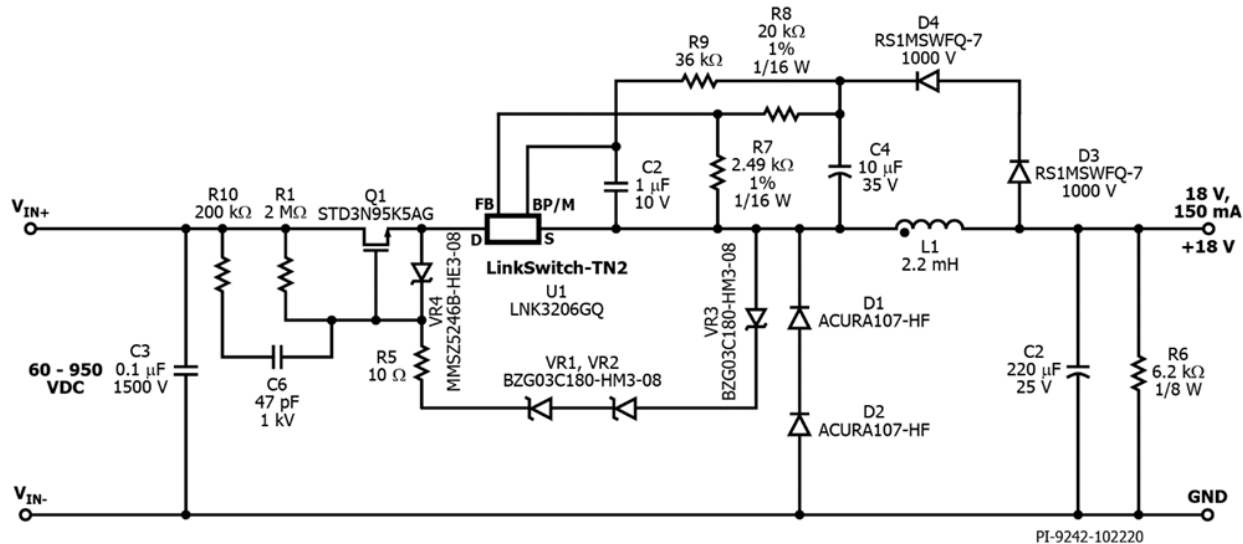 R8
20 kΩ
1%
1/16 W
R9
36 kΩ
D4
RS1MSWFQ-7
1000 V
D3
RS1MSWFQ-7
1000 V
R7
2.49 kΩ
1%
1/16 W
C4
10 μF
35 V
C2
1 μF
10 V
R10
200 kΩ
R1
2 MΩ
Q1
STD3N95K5AG
FB
BP/M
D
S
LinkSwitch-TN2
U1
LNK3206GQ
VIN+
18 V,
150 mA
+18 V
L1
2.2 mH
VR4
MMSZ5246B-HE3-08
VR3
BZG03C180-HM3-08
D1
ACURA107-HF
60 - 950
VDC
C3
0.1 μF
1500 V
C6
47 pF
1 kV
R5
10 Ω
VR1, VR2
BZG03C180-HM3-08
D2
ACURA107-HF
C2
220 μF
25 V
R6
6.2 kΩ
1/8 W
VIN-
GND
PI-9242-102220